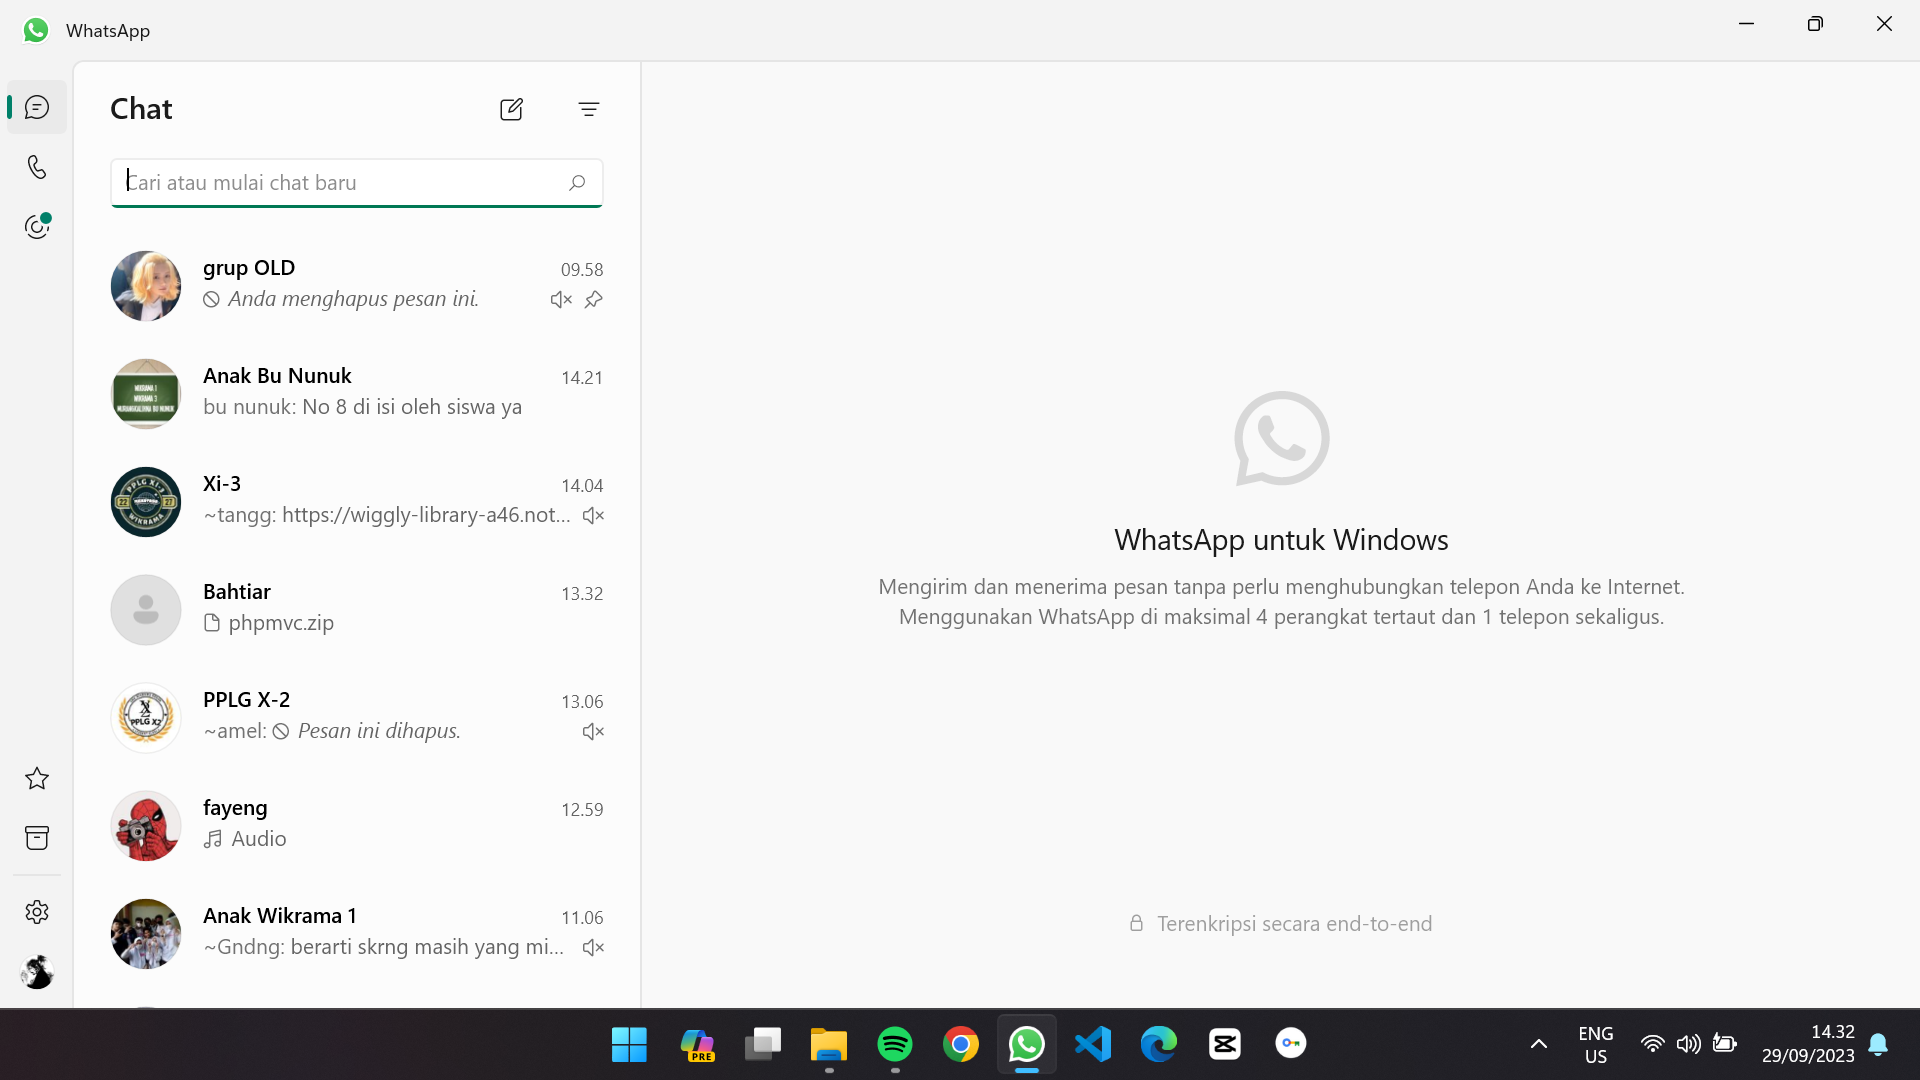 WhatsApp
Chat
Cari atau mulai chat baru
grup OLD
09.58
Anda menghapus pesan ini.
Anak Bu Nunuk
14.21
bu nunuk: No 8 di isi oleh siswa ya
Xi-3
14.04
~tangg: https://wiggly-library-a46.not...
Bahtiar
13.32
phpmvc.zip
PPLG X-2
13.06
~amel: Pesan ini dihapus.
fayeng
12.59
Audio
Anak Wikrama 1
11.06
~Gndng: berarti skrng masih yang mi...
WhatsApp untuk Windows
Mengirim dan menerima pesan tanpa perlu menghubungkan telepon Anda ke Internet.
Menggunakan WhatsApp di maksimal 4 perangkat tertaut dan 1 telepon sekaligus.
Terenkripsi secara end-to-end
PRE
ENG
US
14.32
29/09/2023